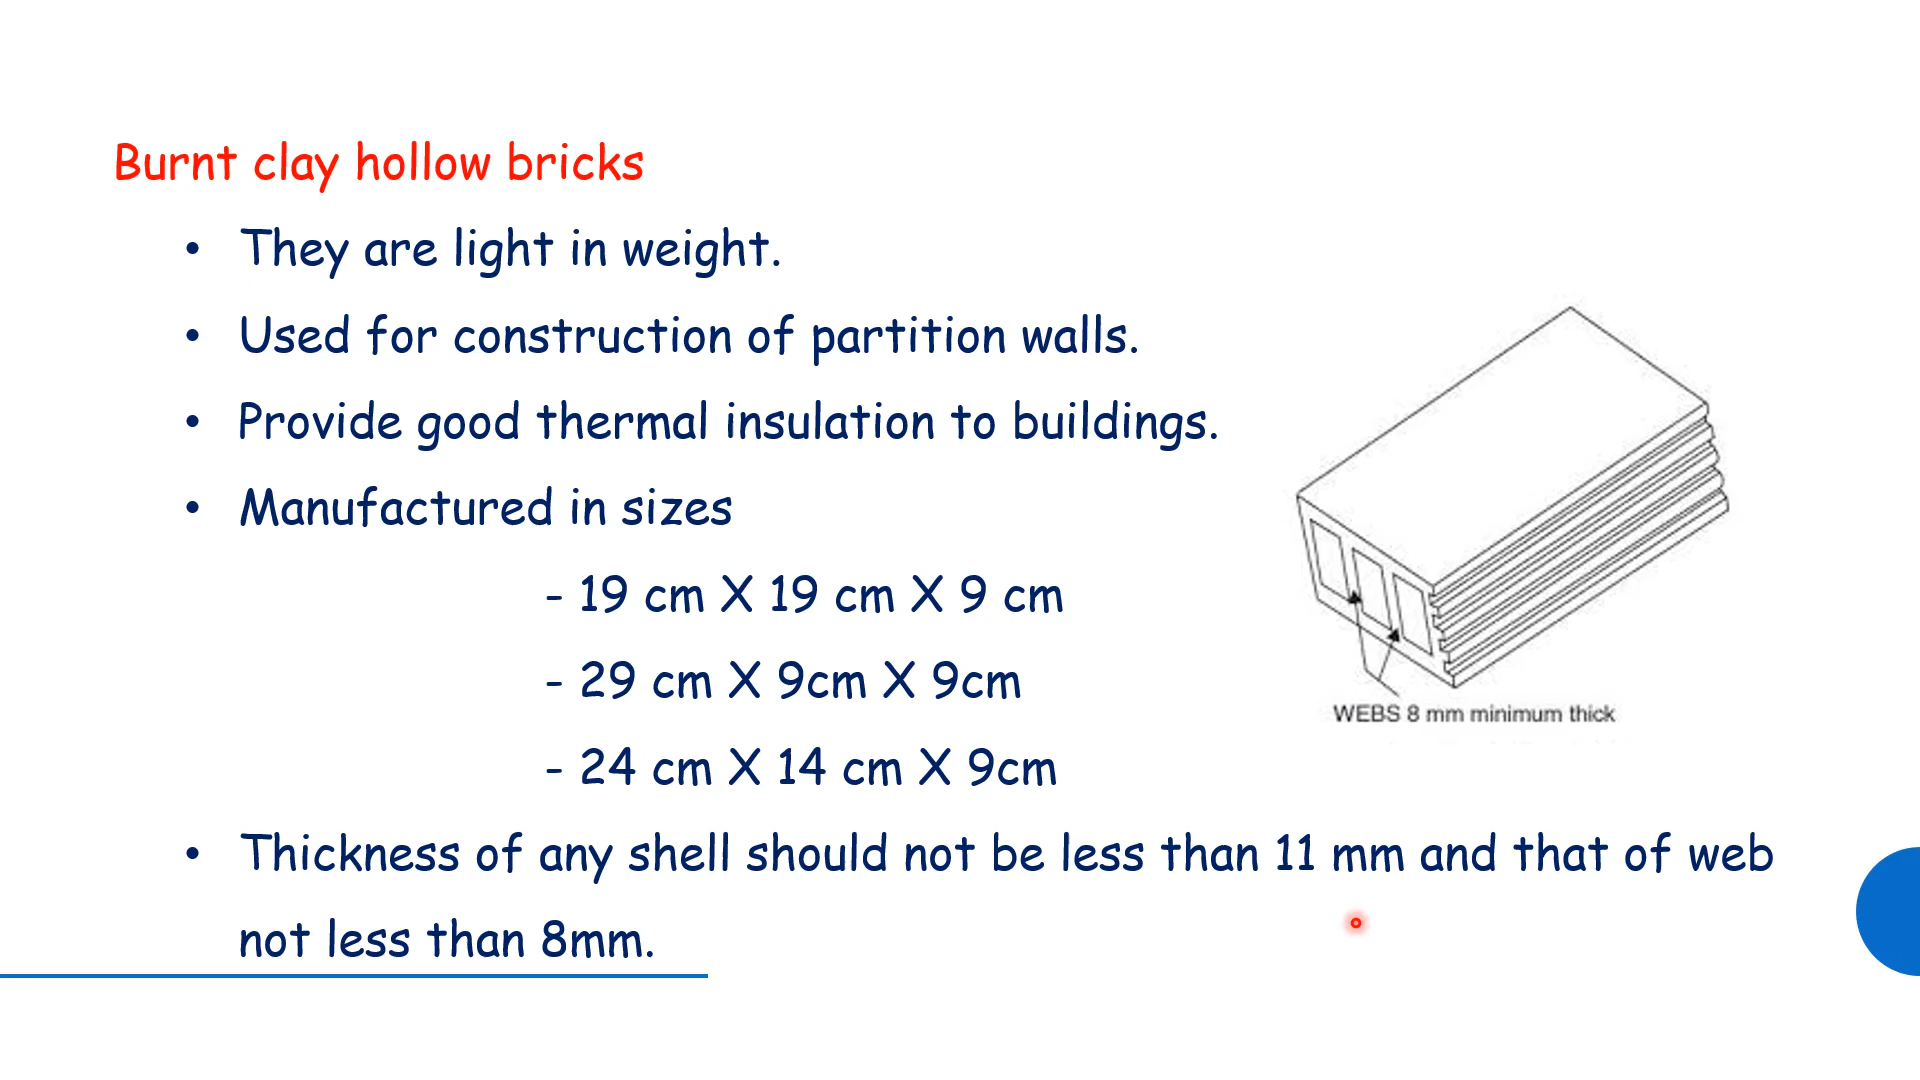 Burnt clay hollow bricks
• They are light in weight.
• Used for construction of partition walls.
• Provide good thermal insulation to buildings.
• Manufactured in sizes
- 19 cm X 19 cm X 9 cm
- 29 cm X 9cm X 9cm
- 24 cm X 14 cm X 9cm
WEBS 8 mm minimum thick
• Thickness of any shell should not be less than 11 mm and that of web
not less than 8mm.